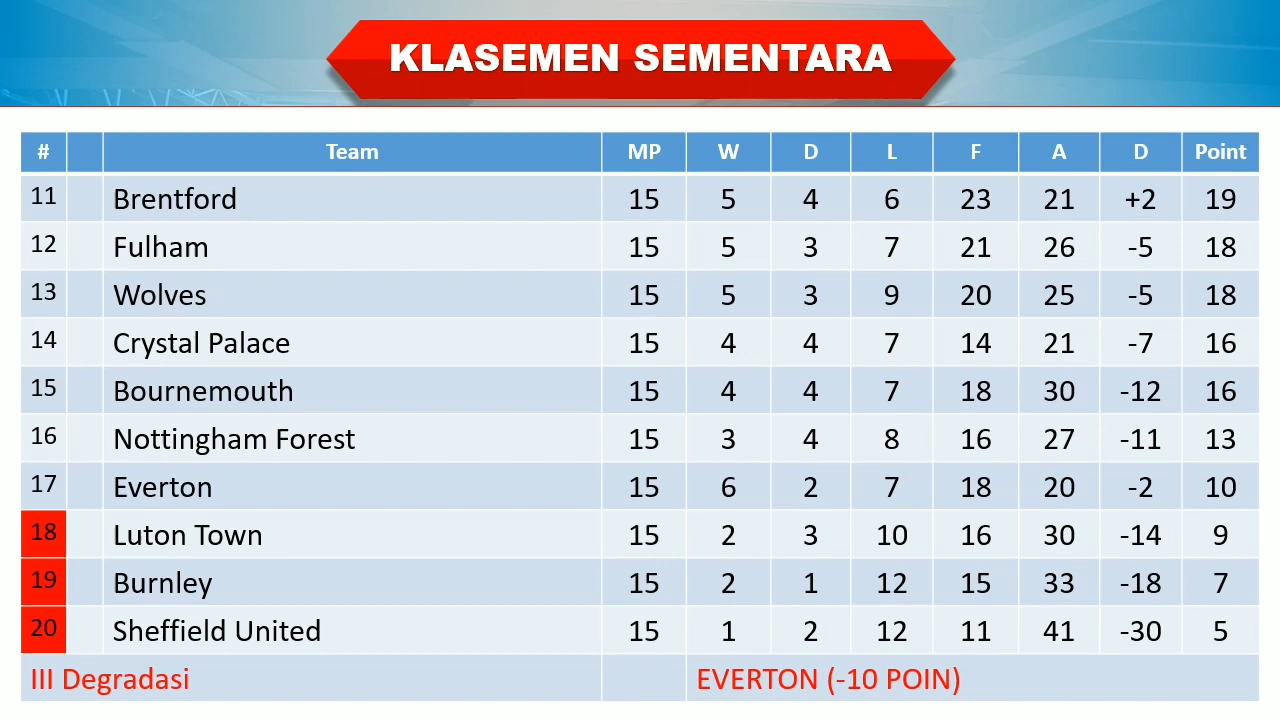 KLASEMEN SEMENTARA
# Team MP W D L F A D Point
11 Brentford 15 5 4 6 23 21 +2 19
12 Fulham 15 5 3 7 21 26 -5 18
13 Wolves 15 5 3 9 20 25 -5 18
14 Crystal Palace 15 4 4 7 14 21 -7 16
15 Bournemouth 15 4 4 7 18 30 -12 16
16 Nottingham Forest 15 3 4 8 16 27 -11 13
17 Everton 15 6 2 7 18 20 -2 10
18 Luton Town 15 2 3 10 16 30 -14 9
19 Burnley 15 2 1 12 15 33 -18 7
20 Sheffield United 15 1 2 12 11 41 -30 5
III Degradasi EVERTON (-10 POIN)